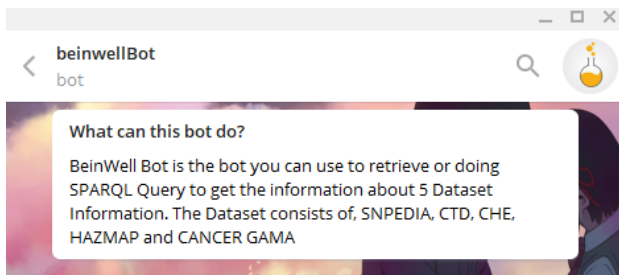 beinwellBot
bot
What can this bot do?
BeinWell Bot is the bot you can use to retrieve or doing
SPARQL Query to get the information about 5 Dataset
Information. The Dataset consists of, SNPEDIA, CTD, CHE,
HAZMAP and CANCER GAMA